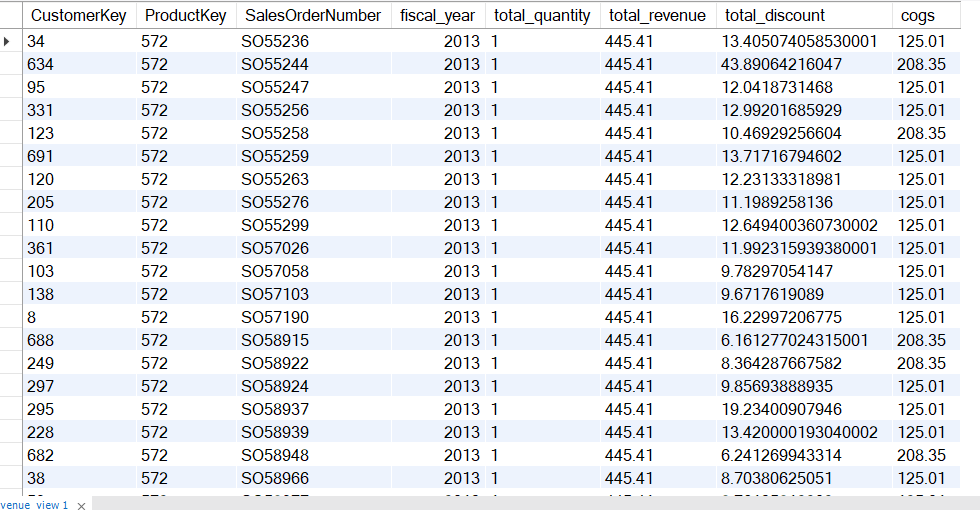 CustomerKey ProductKey SalesOrderNumber fiscal_year total_quantity total_revenue total_discount cogs
34 572 SO55236 2013 1 445.41 13.405074058530001 125.01
634 572 SO55244 2013 1 445.41 43.89064216047 208.35
95 572 SO55247 2013 1 445.41 12.0418731468 125.01
331 572 SO55256 2013 1 445.41 12.99201685929 125.01
123 572 SO55258 2013 1 445.41 10.46929256604 208.35
691 572 SO55259 2013 1 445.41 13.71716794602 125.01
120 572 SO55263 2013 1 445.41 12.23133318981 125.01
205 572 SO55276 2013 1 445.41 11.1989258136 125.01
110 572 SO55299 2013 1 445.41 12.649400360730002 125.01
361 572 SO57026 2013 1 445.41 11.992315939380001 125.01
103 572 SO57058 2013 1 445.41 9.78297054147 125.01
138 572 SO57103 2013 1 445.41 9.6717619089 125.01
8 572 SO57190 2013 1 445.41 16.22997206775 125.01
688 572 SO58915 2013 1 445.41 6.161277024315001 208.35
249 572 SO58922 2013 1 445.41 8.364287667582 208.35
297 572 SO58924 2013 1 445.41 9.85693888935 125.01
295 572 SO58937 2013 1 445.41 19.23400907946 125.01
228 572 SO58939 2013 1 445.41 13.420000193040002 125.01
682 572 SO58948 2013 1 445.41 6.241269943314 208.35
38 572 SO58966 2013 1 445.41 8.70380625051 125.01
venue view 1